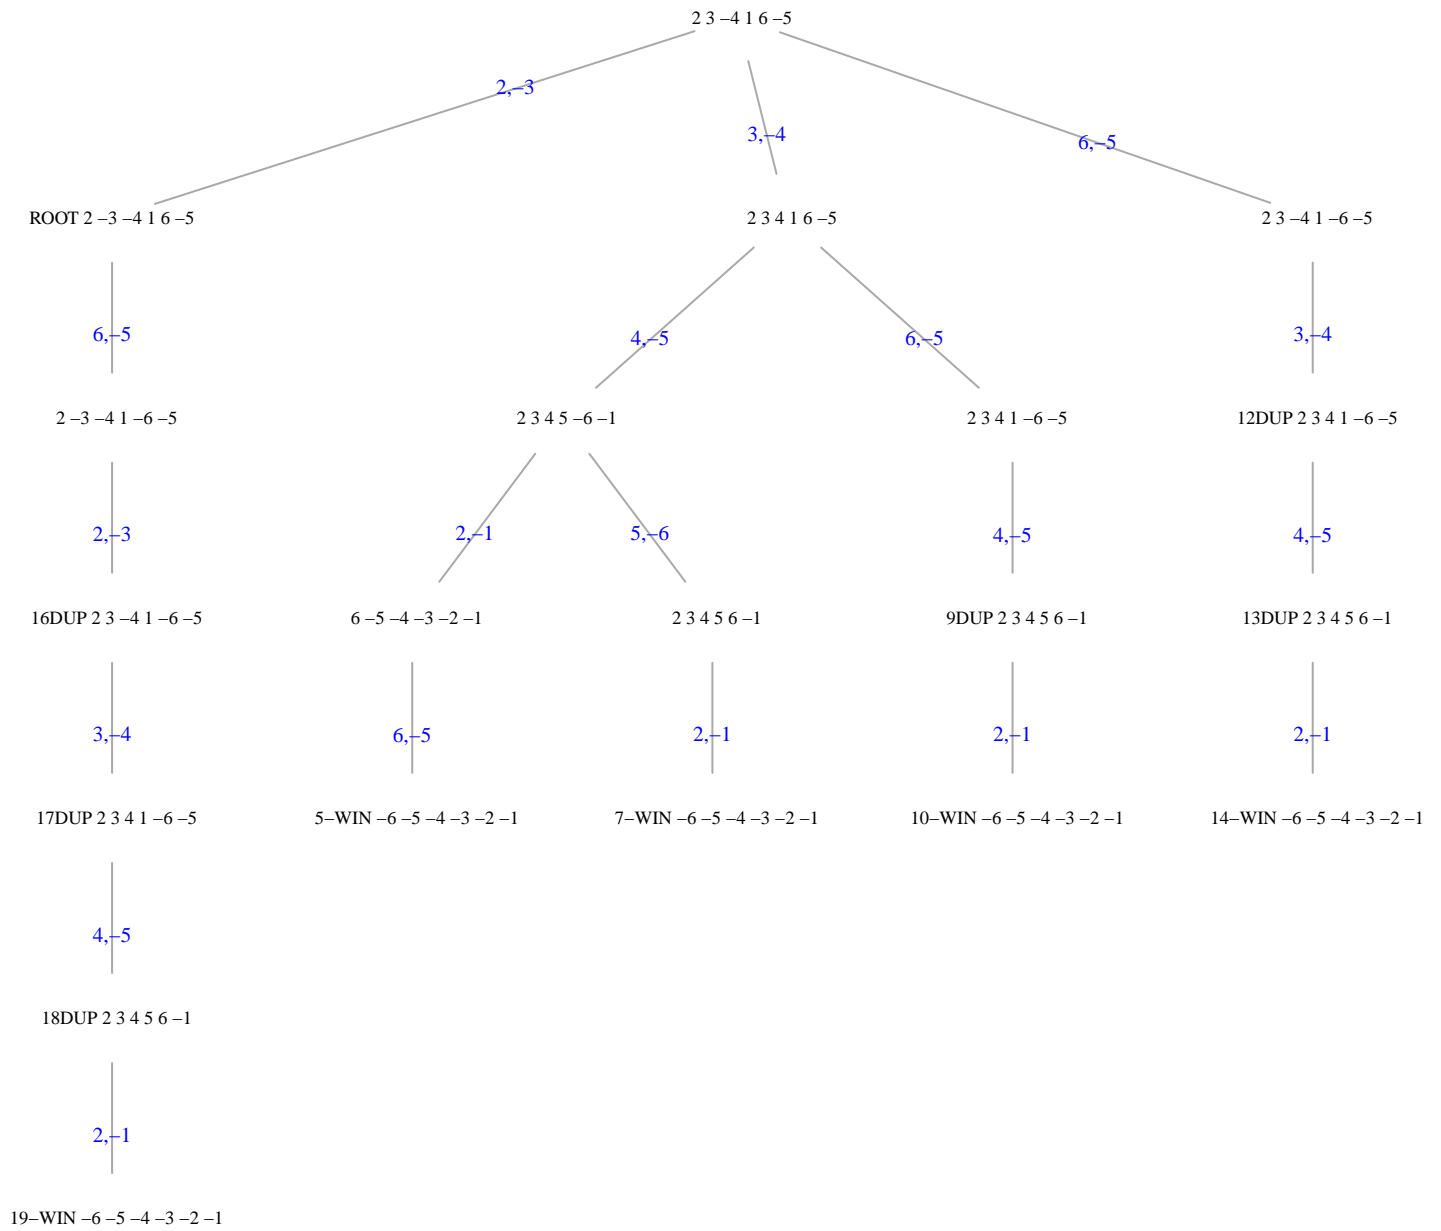 2 3 –4 1 6 –5
2,–3
3,–4
6,–5
ROOT 2 –3 –4 1 6 –5
2 3 4 1 6 –5
2 3 –4 1 –6 –5
6,–5
4,–5
6,–5
3,–4
2 –3 –4 1 –6 –5
2 3 4 5 –6 –1
2 3 4 1 –6 –5
12DUP 2 3 4 1 –6 –5
2,–3
2,–1
5,–6
4,–5
4,–5
16DUP 2 3 –4 1 –6 –5
6 –5 –4 –3 –2 –1
2 3 4 5 6 –1
9DUP 2 3 4 5 6 –1
13DUP 2 3 4 5 6 –1
3,–4
6,–5
2,–1
2,–1
2,–1
17DUP 2 3 4 1 –6 –5
5–WIN –6 –5 –4 –3 –2 –1
7–WIN –6 –5 –4 –3 –2 –1
10–WIN –6 –5 –4 –3 –2 –1
14–WIN –6 –5 –4 –3 –2 –1
4,–5
18DUP 2 3 4 5 6 –1
2,–1
19–WIN –6 –5 –4 –3 –2 –1